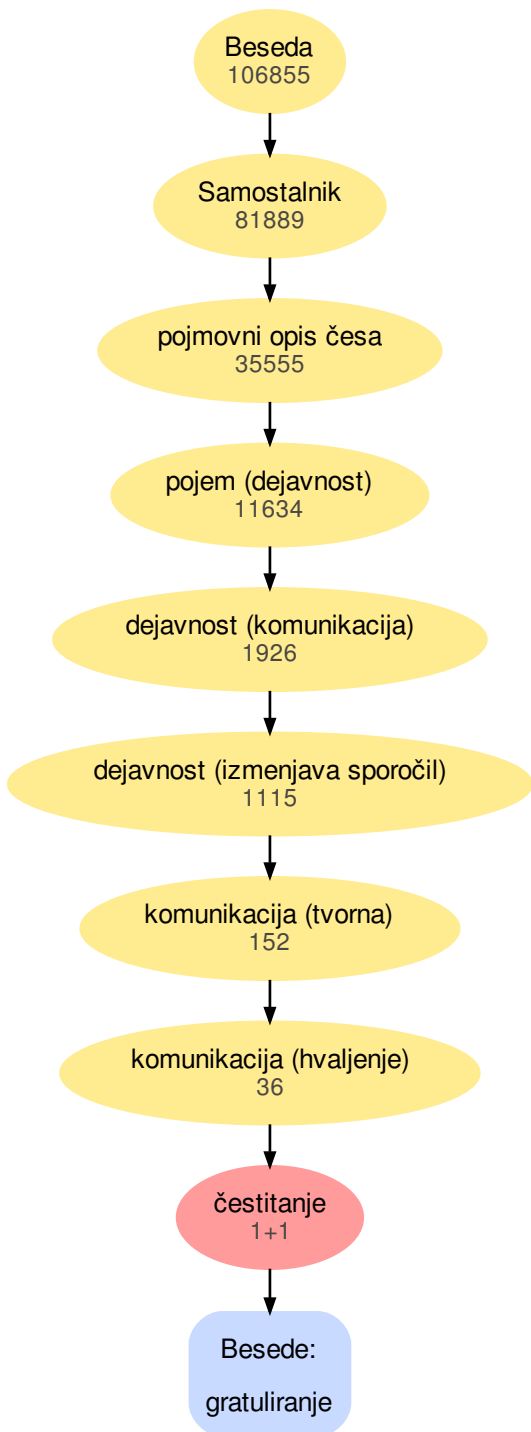 Beseda
106855
Samostalnik
81889
pojmovni opis česa
35555
pojem (dejavnost)
11634
dejavnost (komunikacija)
1926
dejavnost (izmenjava sporočil)
1115
komunikacija (tvorna)
152
komunikacija (hvaljenje)
36
čestitanje
1+1
Besede:
gratuliranje